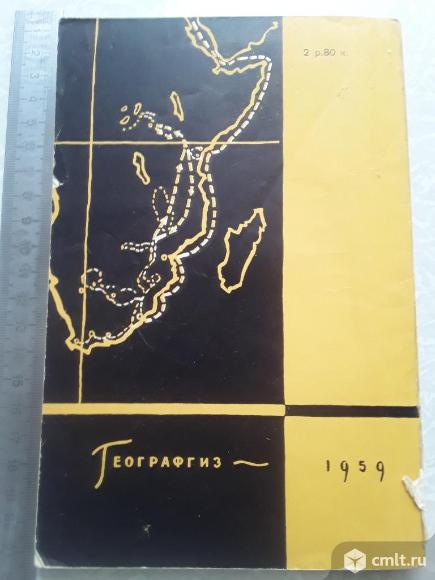 2 р.80 к.
Географгиз
1959
cmlt.ru